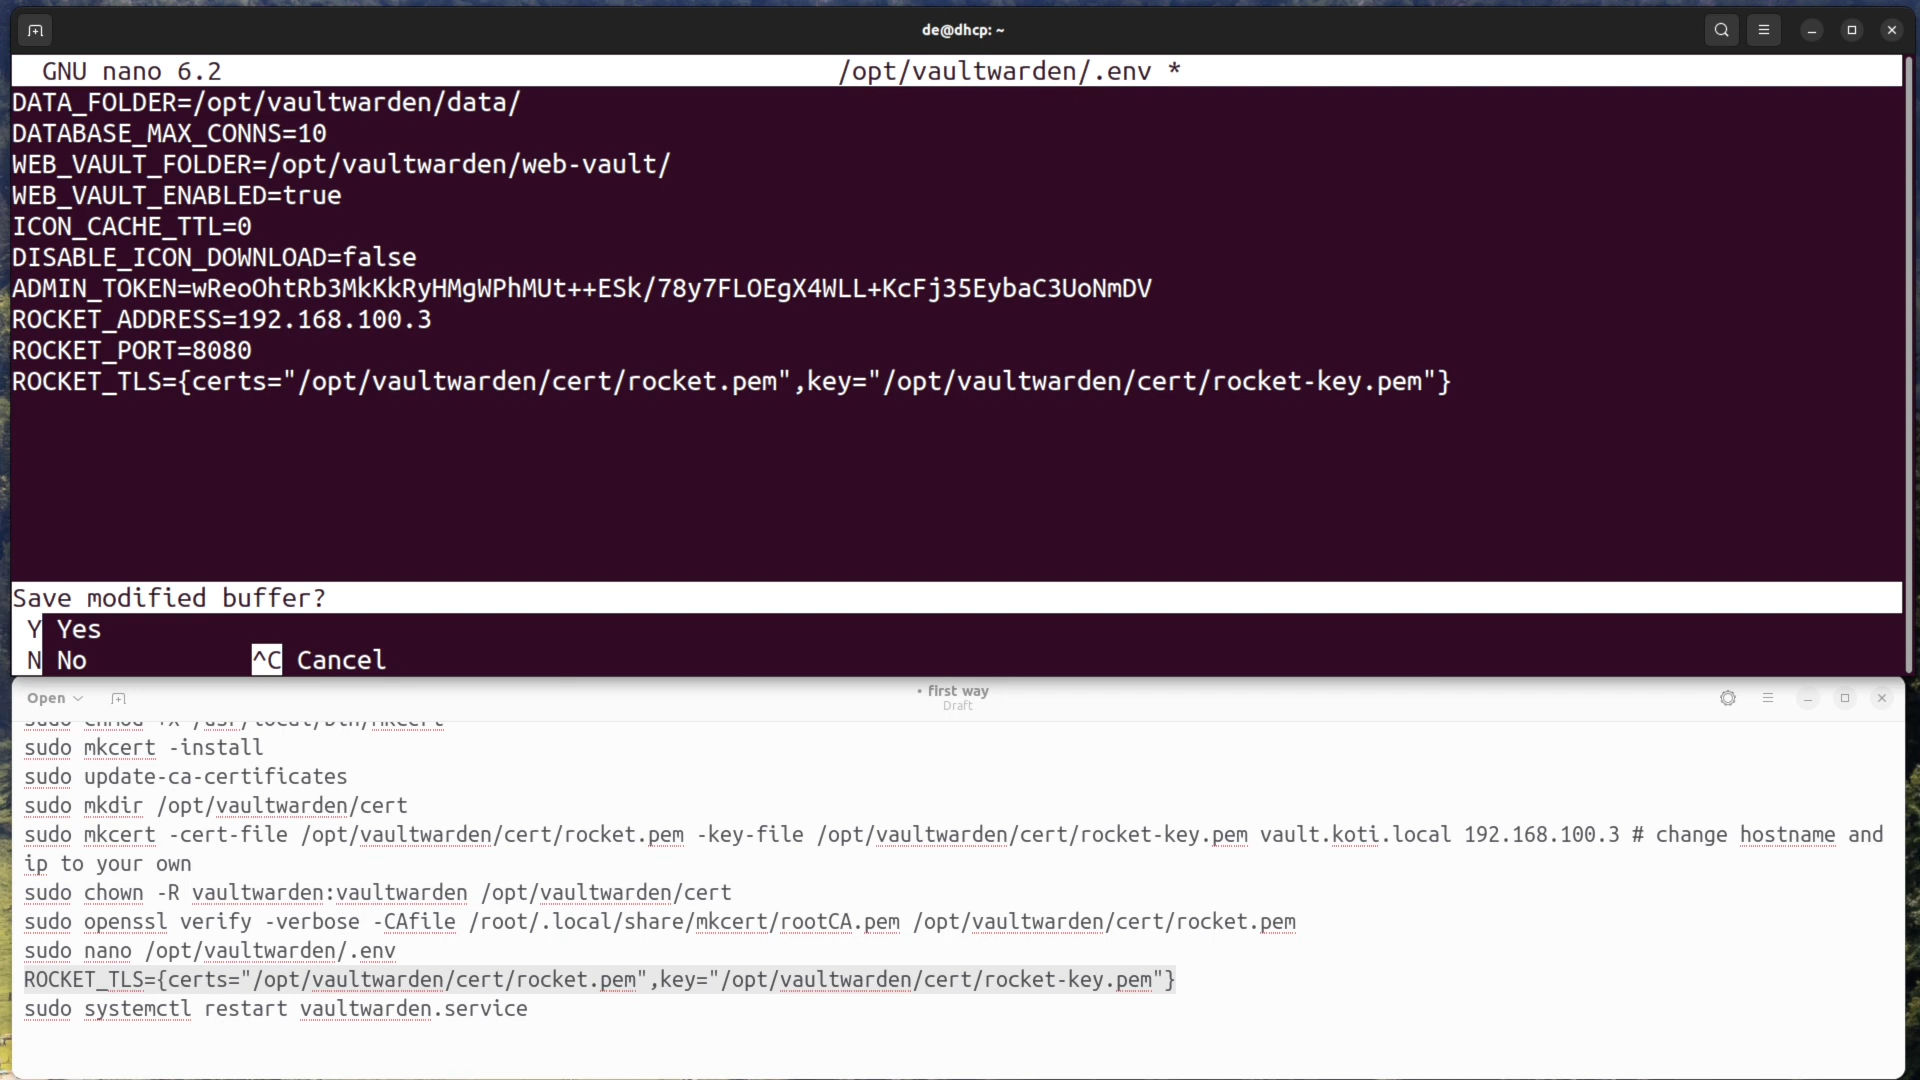 de@dhcp: ~
GNU nano 6.2 /opt/vaultwarden/.env *
DATA_FOLDER=/opt/vaultwarden/data/
DATABASE_MAX_CONNS=10
WEB_VAULT_FOLDER=/opt/vaultwarden/web-vault/
WEB_VAULT_ENABLED=true
ICON_CACHE_TTL=0
DISABLE_ICON_DOWNLOAD=false
ADMIN_TOKEN=wReoOhtRb3MkKkRyHMgWPhMUt++ESk/78y7FLOEgX4WLL+KcFj35EybaC3UoNmDV
ROCKET_ADDRESS=192.168.100.3
ROCKET_PORT=8080
ROCKET_TLS={certs="/opt/vaultwarden/cert/rocket.pem",key="/opt/vaultwarden/cert/rocket-key.pem"}
Save modified buffer?
Y Yes
N No ^C Cancel
Open • first way
Draft
sudo chmod +x /usr/local/bin/mkcert
sudo mkcert -install
sudo update-ca-certificates
sudo mkdir /opt/vaultwarden/cert
sudo mkcert -cert-file /opt/vaultwarden/cert/rocket.pem -key-file /opt/vaultwarden/cert/rocket-key.pem vault.koti.local 192.168.100.3 # change hostname and
ip to your own
sudo chown -R vaultwarden:vaultwarden /opt/vaultwarden/cert
sudo openssl verify -verbose -CAfile /root/.local/share/mkcert/rootCA.pem /opt/vaultwarden/cert/rocket.pem
sudo nano /opt/vaultwarden/.env
ROCKET_TLS={certs="/opt/vaultwarden/cert/rocket.pem",key="/opt/vaultwarden/cert/rocket-key.pem"}
sudo systemctl restart vaultwarden.service